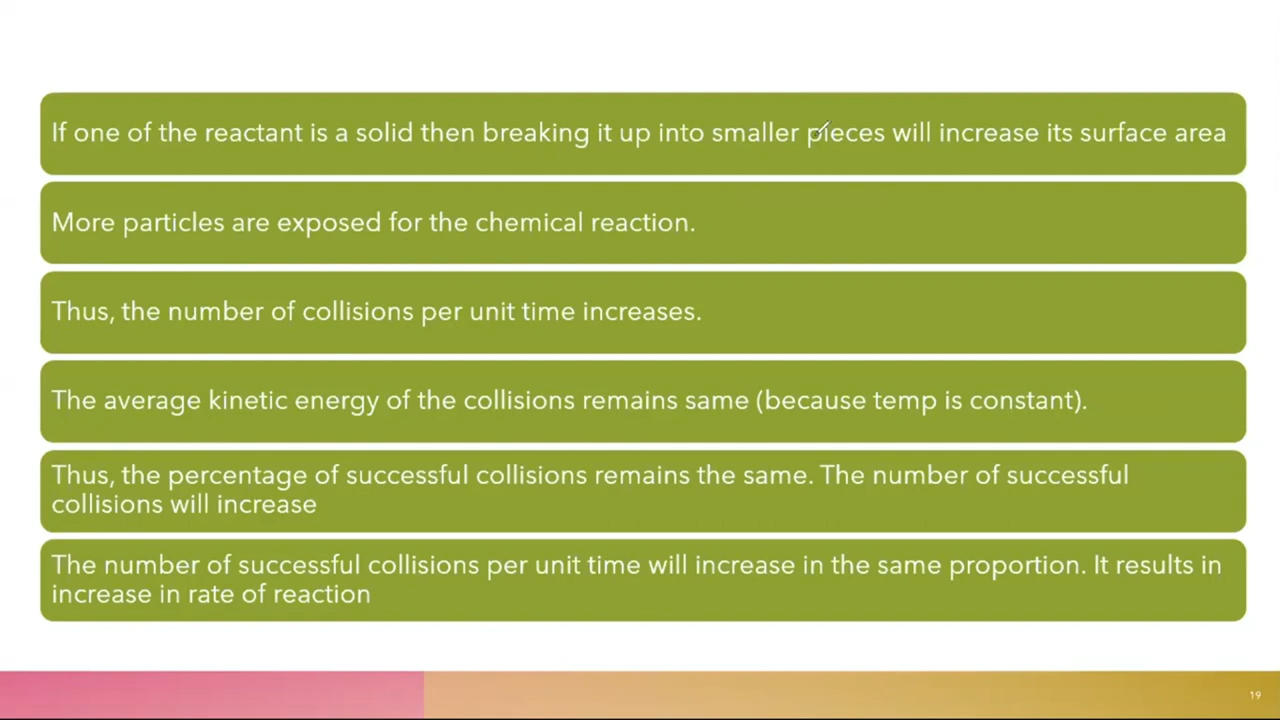 If one of the reactant is a solid then breaking it up into smaller pieces will increase its surface area
More particles are exposed for the chemical reaction.
Thus, the number of collisions per unit time increases.
The average kinetic energy of the collisions remains same (because temp is constant).
Thus, the percentage of successful collisions remains the same. The number of successful
collisions will increase
The number of successful collisions per unit time will increase in the same proportion. It results in
increase in rate of reaction
19